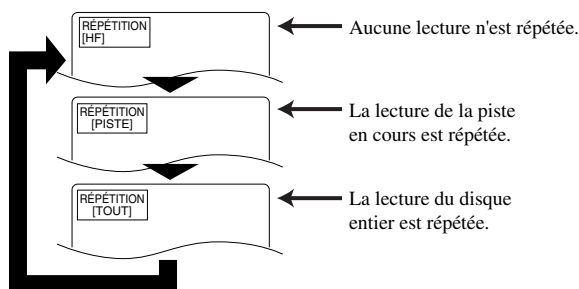 RÉPÉTITION
[HF]
Aucune lecture n'est répétée.
RÉPÉTITION
[PISTE]
La lecture de la piste
en cours est répétée.
RÉPÉTITION
[TOUT]
La lecture du disque
entier est répétée.